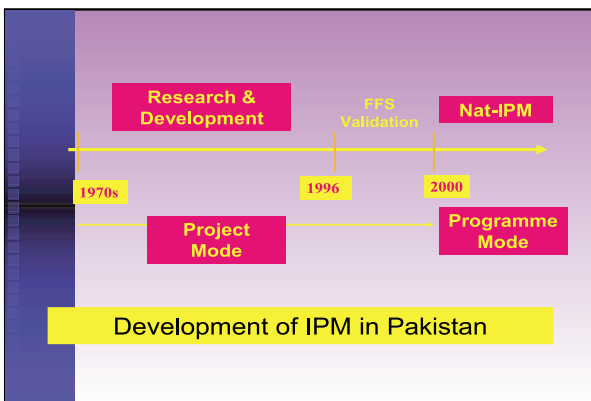 Research &
Development
FFS
Validation
Nat-IPM
1970s
1996
2000
Project
Mode
Programme
Mode
Development of IPM in Pakistan